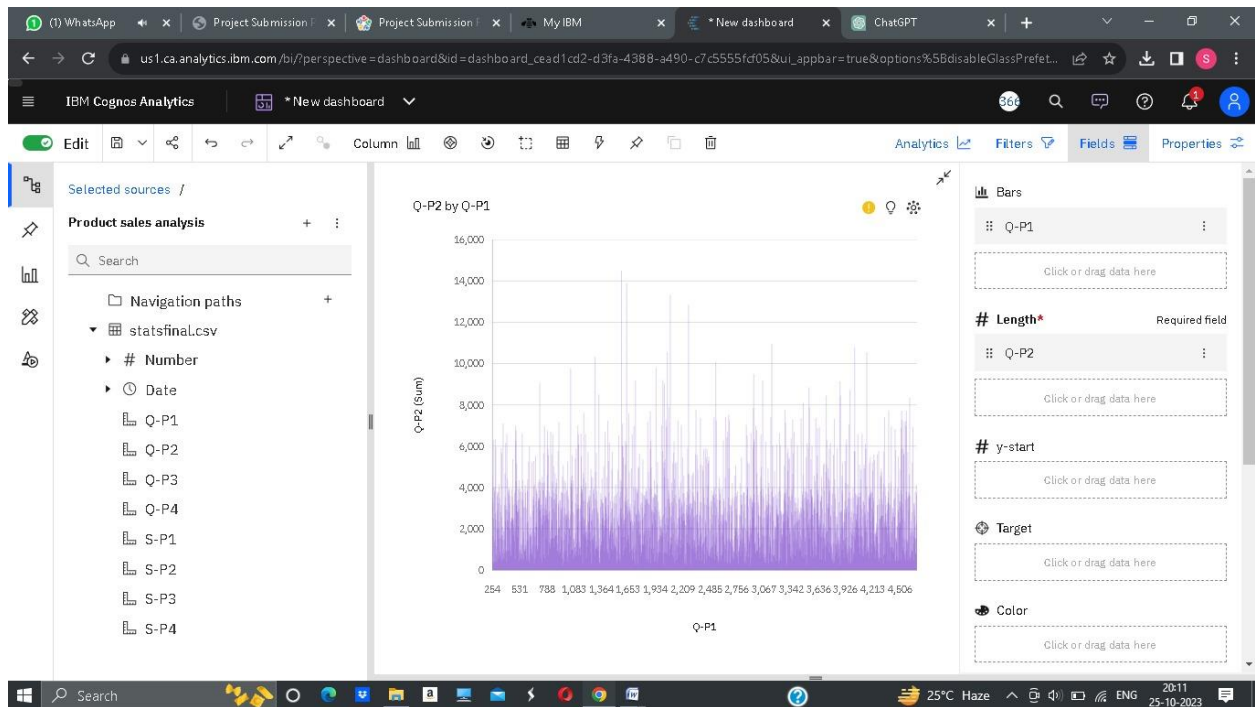 (1) WhatsApp
Project Submission F
Project Submission F
My IBM
* New dashboard
ChatGPT
us1.ca.analytics.ibm.com/bi/?perspective=dashboard&id=dashboard_cead1cd2-d3fa-4388-a490-c7c5555fcf05&ui_appbar=true&options%5BdisableGlassPrefet...
S
IBM Cognos Analytics
* New dashboard
366
1
Edit
Column
Analytics
Filters
Fields
Properties
Selected sources /
Product sales analysis
Search
Navigation paths
statsfinal.csv
# Number
Date
Q-P1
Q-P2
Q-P3
Q-P4
S-P1
S-P2
S-P3
S-P4
Q-P2 by Q-P1
Q-P2 (Sum)
16,000
14,000
12,000
10,000
8,000
6,000
4,000
2,000
0
254 531 788 1,083 1,364 1,653 1,934 2,209 2,485 2,756 3,067 3,342 3,636 3,926 4,213 4,506
Q-P1
Bars
Q-P1
Click or drag data here
# Length* Required field
Q-P2
Click or drag data here
# y-start
Click or drag data here
Target
Click or drag data here
Color
Click or drag data here
Search
25°C Haze
ENG
20:11
25-10-2023